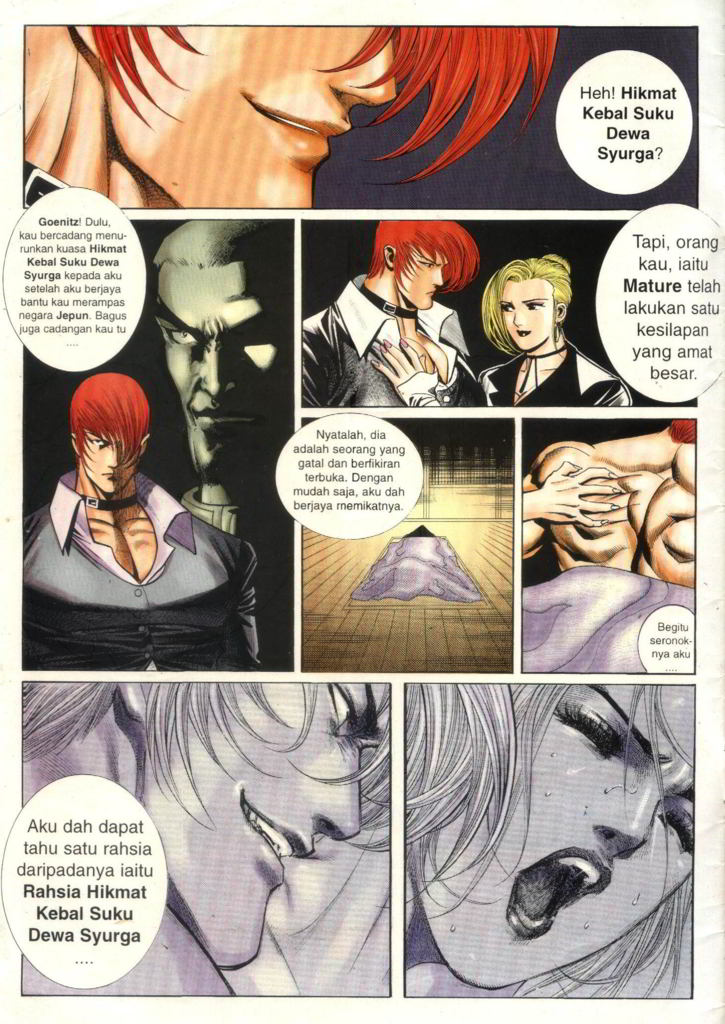 Heh! Hikmat
Kebal Suku
Dewa
Syurga?
Goenitz! Dulu,
kau bercadang menu-
runkan kuasa Hikmat
Kebal Suku Dewa
Syurga kepada aku
setelah aku berjaya
bantu kau merampas
negara Jepun. Bagus
juga cadangan kau tu
....
Tapi, orang
kau, iaitu
Mature telah
lakukan satu
kesilapan
yang amat
besar.
Nyatalah, dia
adalah seorang yang
gatal dan berfikiran
terbuka. Dengan
mudah saja, aku dah
berjaya memikatnya.
Begitu
seronok-
nya aku
....
Aku dah dapat
tahu satu rahsia
daripadanya iaitu
Rahsia Hikmat
Kebal Suku
Dewa Syurga
....